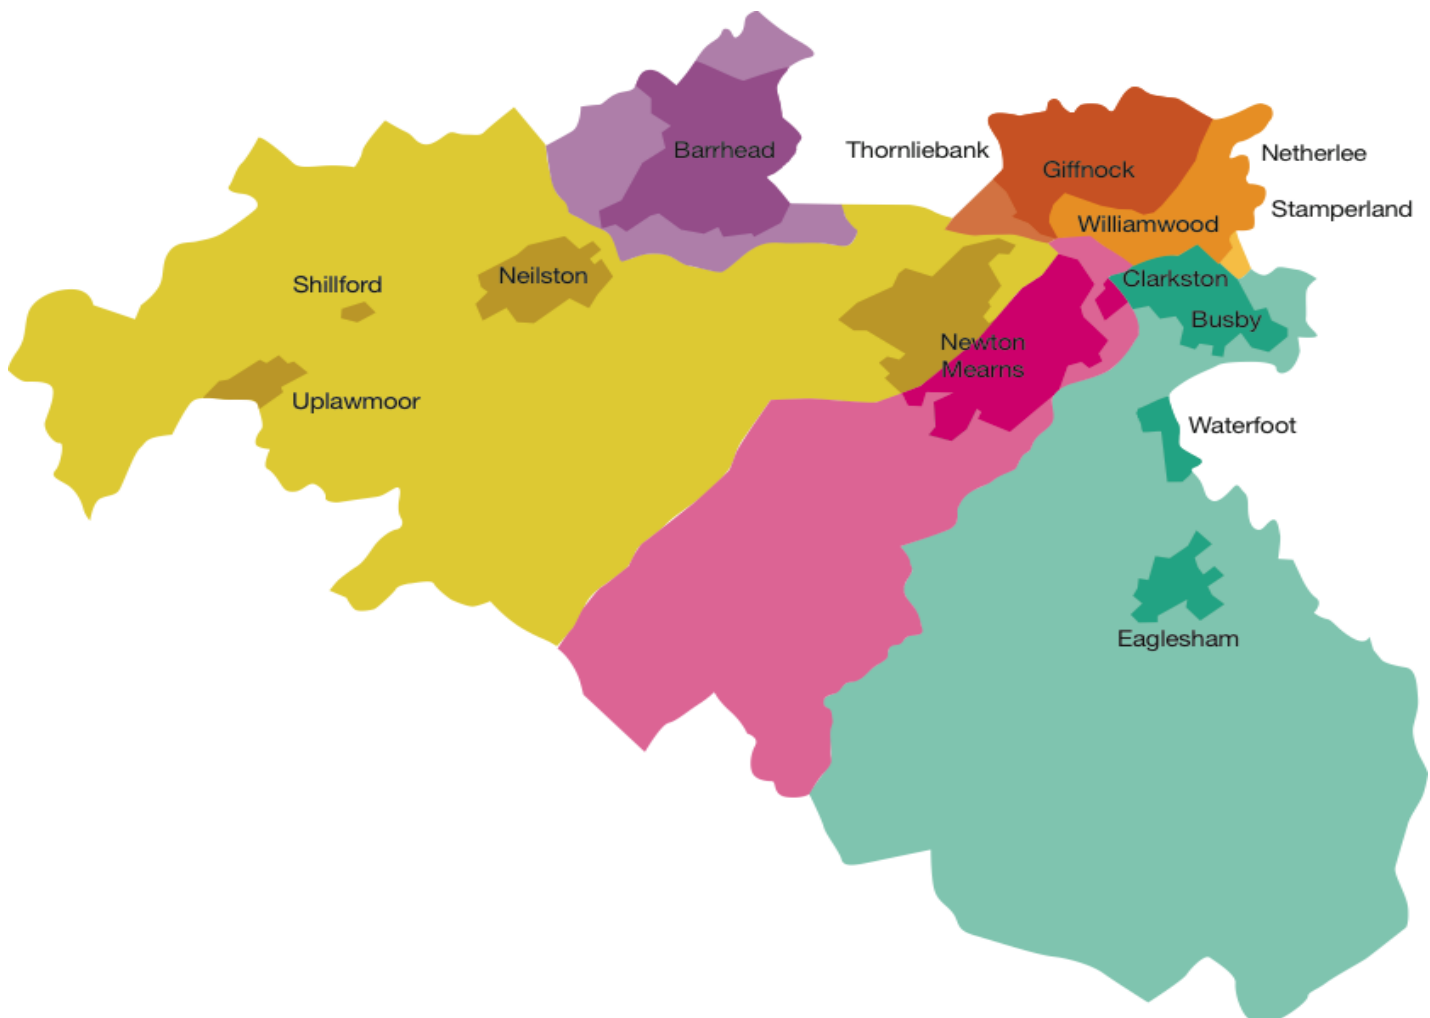 Barrhead
Thornliebank
Giffnock
Netherlee
Stamperland
Williamwood
Shillford
Neilston
Clarkston
Busby
Newton
Mearns
Uplawmoor
Waterfoot
Eaglesham